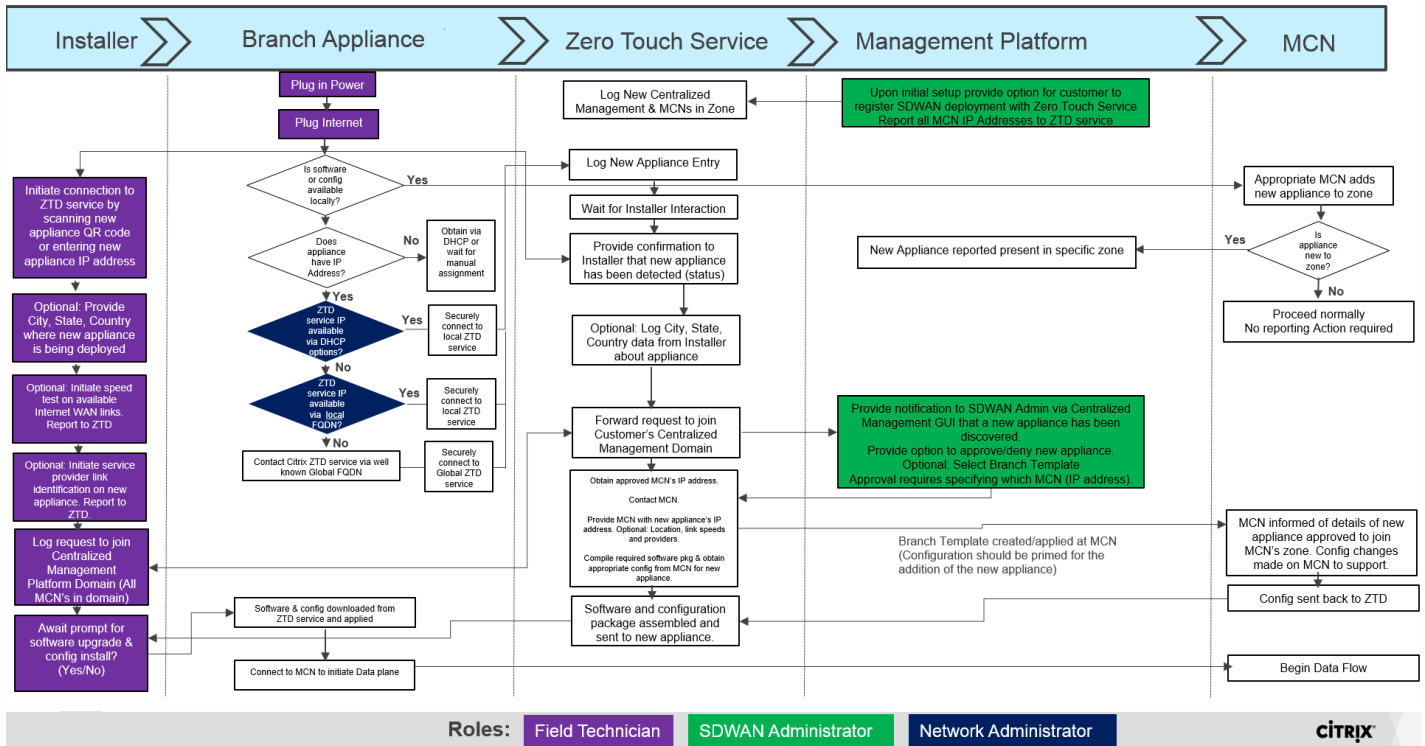 Installer
Branch Appliance
Zero Touch Service
Management Platform
MCN
Plug in Power
Plug Internet
Log New Centralized
Management & MCNs in Zone
Upon initial setup provide option for customer to
register SDWAN deployment with Zero Touch Service
Report all MCN IP Addresses to ZTD service
Initiate connection to
ZTD service by
scanning new
appliance QR code
or entering new
appliance IP address
Is software
or config
available
locally?
Yes
Log New Appliance Entry
Wait for Installer Interaction
Appropriate MCN adds
new appliance to zone
Does
appliance
have IP
Address?
No
Obtain via
DHCP or
wait for
manual
assignment
Provide confirmation to
Installer that new appliance
has been detected (status)
New Appliance reported present in specific zone
Yes
Is
appliance
new to
zone?
No
Proceed normally
No reporting Action required
Optional: Provide
City, State, Country
where new appliance
is being deployed
Yes
ZTD
service IP
available
via DHCP
options?
Yes
Securely
connect to
local ZTD
service
Optional: Log City, State,
Country data from Installer
about appliance
No
Optional: Initiate speed
test on available
Internet WAN links.
Report to ZTD
ZTD
service IP
available
via local
FQDN?
Yes
Securely
connect to
local ZTD
service
No
Forward request to join
Customer's Centralized
Management Domain
Provide notification to SDWAN Admin via Centralized
Management GUI that a new appliance has been
discovered.
Provide option to approve/deny new appliance.
Optional: Select Branch Template
Approval requires specifying which MCN (IP address).
Optional: Initiate service
provider link
identification on new
appliance. Report to
ZTD.
Contact Citrix ZTD service via well
known Global FQDN
Securely
connect to
Global ZTD
service
Obtain approved MCN's IP address.
Contact MCN.
Provide MCN with new appliance's IP
address. Optional: Location, link speeds
and providers.
Compile required software pkg & obtain
appropriate config from MCN for new
appliance.
Branch Template created/applied at MCN
(Configuration should be primed for the
addition of the new appliance)
MCN informed of details of new
appliance approved to join
MCN's zone. Config changes
made on MCN to support.
Log request to join
Centralized
Management
Platform Domain (All
MCN's in domain)
Await prompt for
software upgrade &
config install?
(Yes/No)
Software & config downloaded from
ZTD service and applied
Software and configuration
package assembled and
sent to new appliance.
Config sent back to ZTD
Connect to MCN to initiate Data plane
Begin Data Flow
Roles:
Field Technician
SDWAN Administrator
Network Administrator
CITRIX